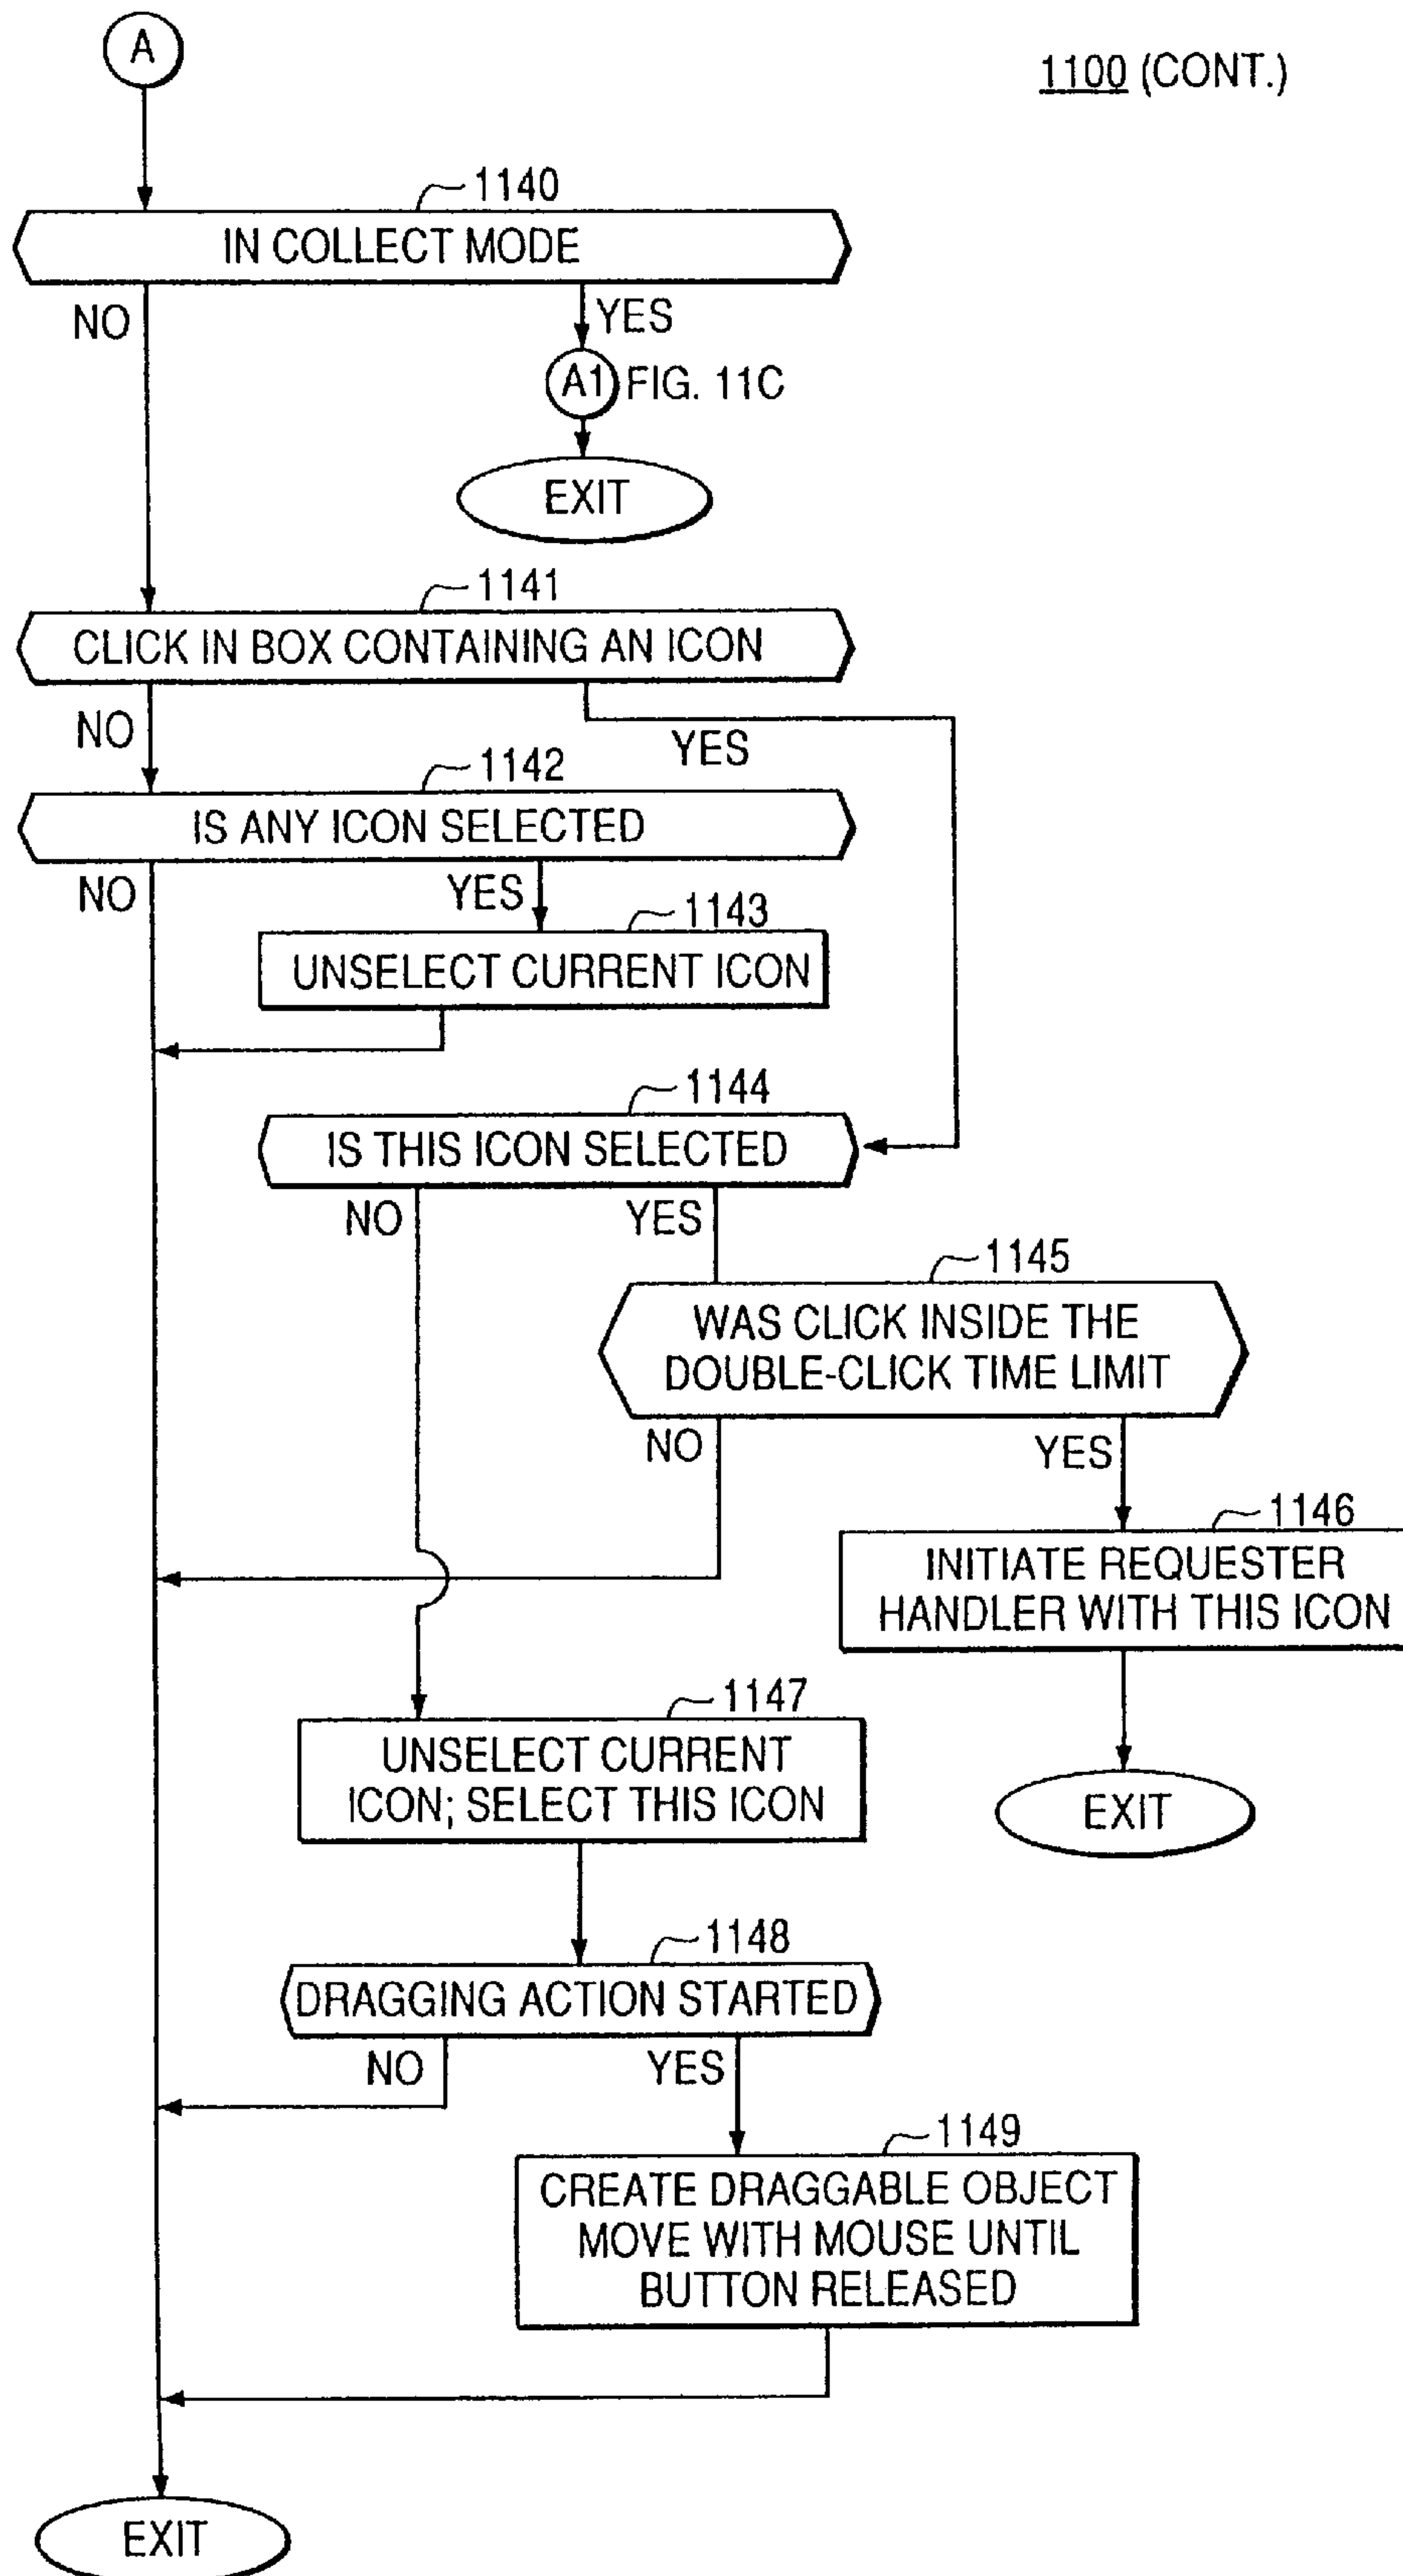 A
1100 (CONT.)
1140
IN COLLECT MODE
NO
YES
A1 FIG. 11C
EXIT
1141
CLICK IN BOX CONTAINING AN ICON
NO
YES
1142
IS ANY ICON SELECTED
NO
YES
1143
UNSELECT CURRENT ICON
1144
IS THIS ICON SELECTED
NO
YES
1145
WAS CLICK INSIDE THE
DOUBLE-CLICK TIME LIMIT
NO
YES
1146
INITIATE REQUESTER
HANDLER WITH THIS ICON
1147
UNSELECT CURRENT
ICON; SELECT THIS ICON
EXIT
1148
DRAGGING ACTION STARTED
NO
YES
1149
CREATE DRAGGABLE OBJECT
MOVE WITH MOUSE UNTIL
BUTTON RELEASED
EXIT